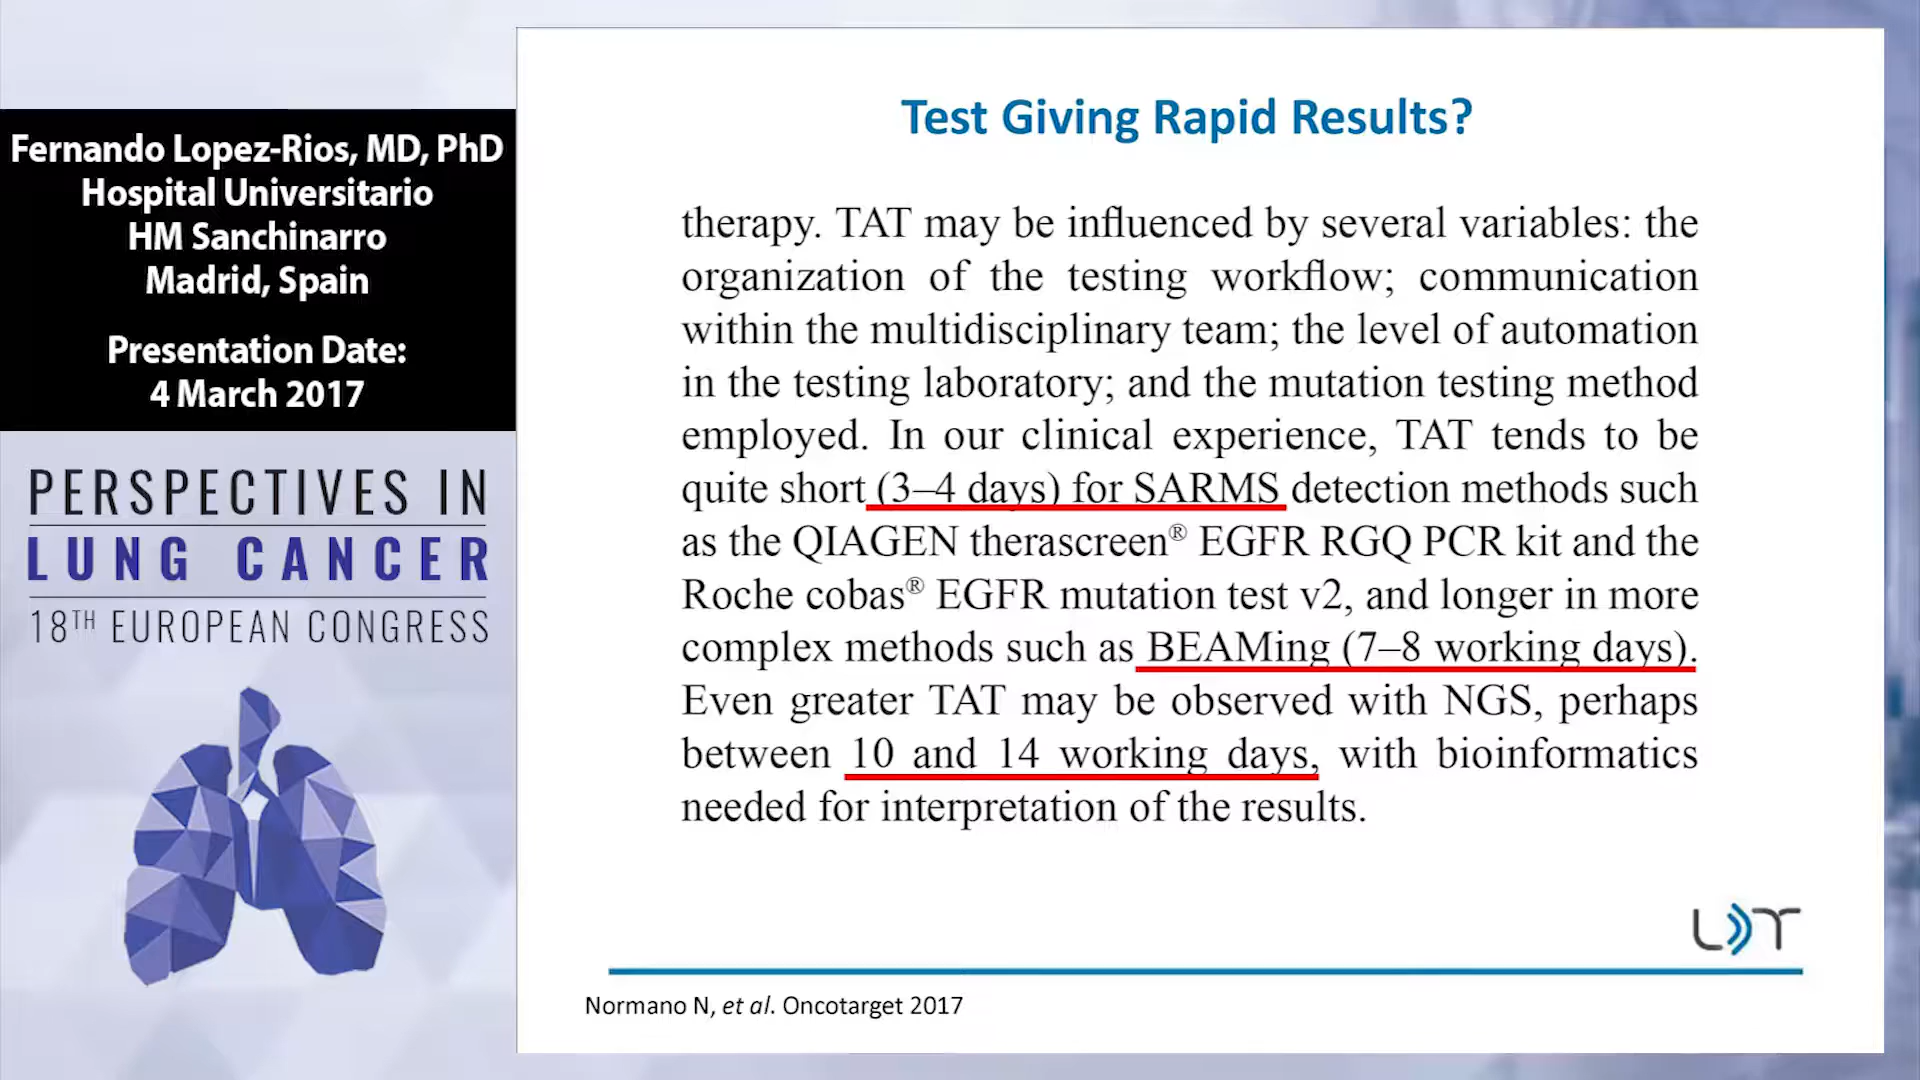 Fernando Lopez-Rios, MD, PhD
Hospital Universitario
HM Sanchinarro
Madrid, Spain
Presentation Date:
4 March 2017
PERSPECTIVES IN
LUNG CANCER
18TH EUROPEAN CONGRESS
Test Giving Rapid Results?
therapy. TAT may be influenced by several variables: the
organization of the testing workflow; communication
within the multidisciplinary team; the level of automation
in the testing laboratory; and the mutation testing method
employed. In our clinical experience, TAT tends to be
quite short (3–4 days) for SARMS detection methods such
as the QIAGEN therascreen® EGFR RGQ PCR kit and the
Roche cobas® EGFR mutation test v2, and longer in more
complex methods such as BEAMing (7–8 working days).
Even greater TAT may be observed with NGS, perhaps
between 10 and 14 working days, with bioinformatics
needed for interpretation of the results.
Normano N, et al. Oncotarget 2017